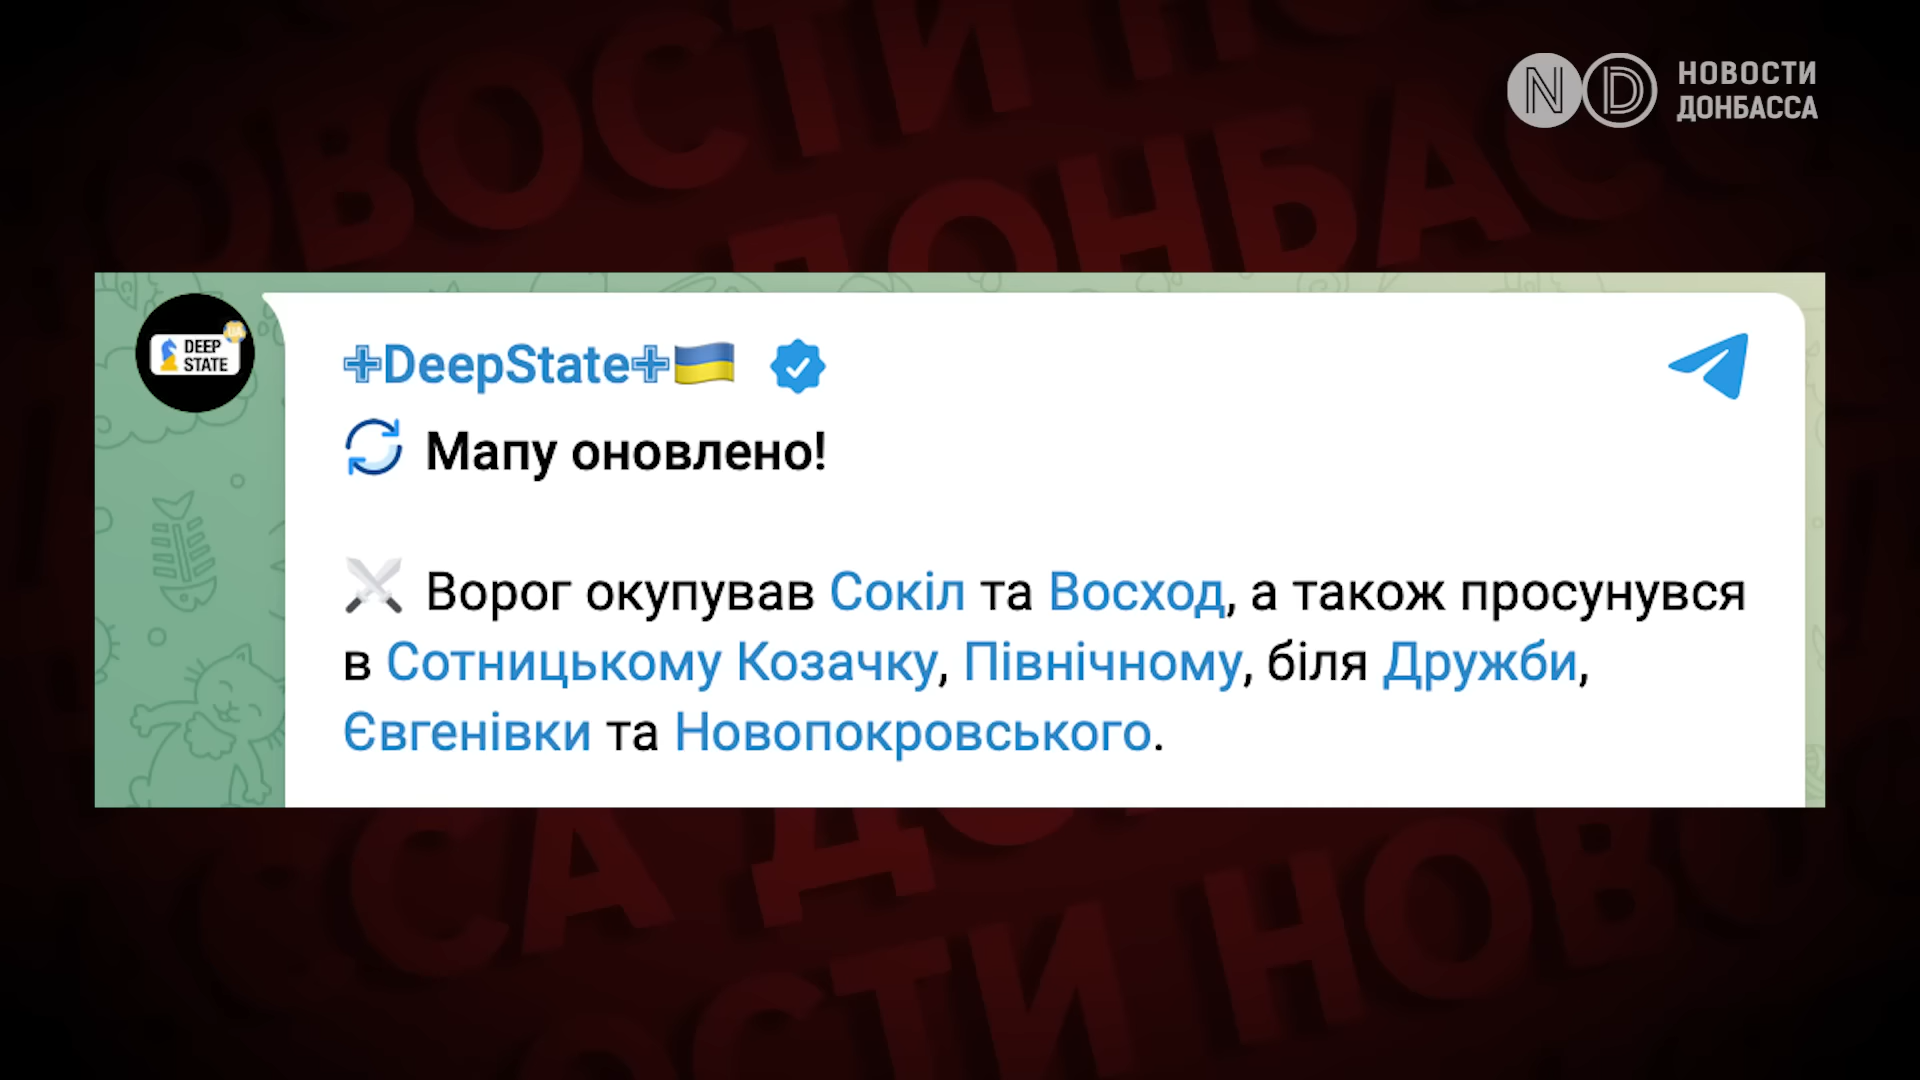 НОВОСТИ
ДОНБАССА
DEEP
STATE
DeepState
Мапу оновлено!
Ворог окупував Сокіл та Восход, а також просунувся
в Сотницькому Козачку, Північному, біля Дружби,
Євгенівки та Новопокровського.